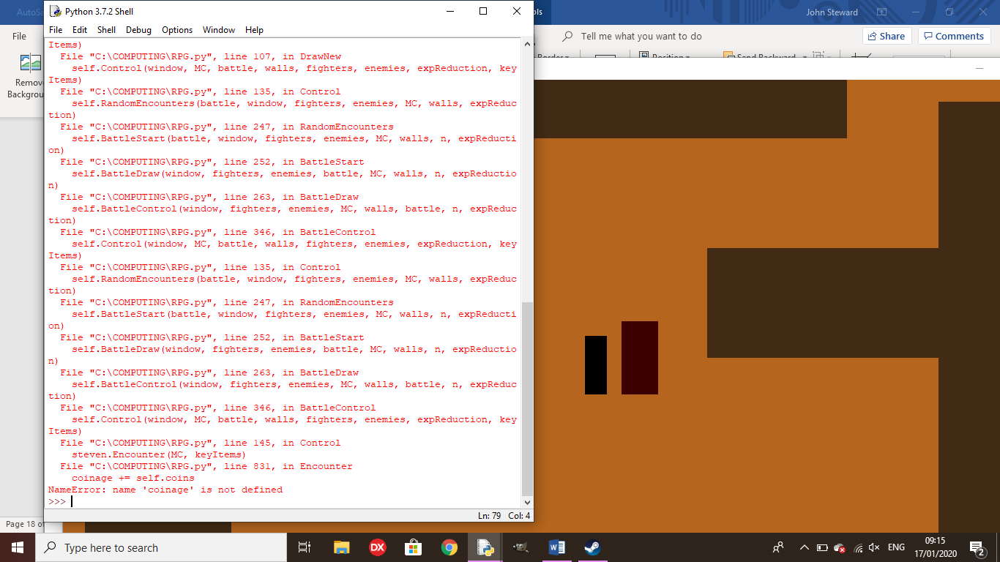 AutoSa
Python 3.7.2 Shell
ols
John Steward
File Edit Shell Debug Options Window Help
File
Tell me what you want to do
Share
Comments
Border
Position
Send Backward
Remove
Backgrou
Items)
File "C:\COMPUTING\RPG.py", line 107, in DrawNew
self.Control(window, MC, battle, walls, fighters, enemies, expReduction, key
Items)
File "C:\COMPUTING\RPG.py", line 135, in Control
self.RandomEncounters(battle, window, fighters, enemies, MC, walls, expReduc
tion)
File "C:\COMPUTING\RPG.py", line 247, in RandomEncounters
self.BattleStart(battle, window, fighters, enemies, MC, walls, n, expReducti
on)
File "C:\COMPUTING\RPG.py", line 252, in BattleStart
self.BattleDraw(window, fighters, enemies, battle, MC, walls, n, expReductio
n)
File "C:\COMPUTING\RPG.py", line 263, in BattleDraw
self.BattleControl(window, fighters, enemies, MC, walls, battle, n, expReduc
tion)
File "C:\COMPUTING\RPG.py", line 346, in BattleControl
self.Control(window, MC, battle, walls, fighters, enemies, expReduction, key
Items)
File "C:\COMPUTING\RPG.py", line 135, in Control
self.RandomEncounters(battle, window, fighters, enemies, MC, walls, expReduc
tion)
File "C:\COMPUTING\RPG.py", line 247, in RandomEncounters
self.BattleStart(battle, window, fighters, enemies, MC, walls, n, expReducti
on)
File "C:\COMPUTING\RPG.py", line 252, in BattleStart
self.BattleDraw(window, fighters, enemies, battle, MC, walls, n, expReductio
n)
File "C:\COMPUTING\RPG.py", line 263, in BattleDraw
self.BattleControl(window, fighters, enemies, MC, walls, battle, n, expReduc
tion)
File "C:\COMPUTING\RPG.py", line 346, in BattleControl
self.Control(window, MC, battle, walls, fighters, enemies, expReduction, key
Items)
File "C:\COMPUTING\RPG.py", line 145, in Control
steven.Encounter(MC, keyItems)
File "C:\COMPUTING\RPG.py", line 831, in Encounter
coinage += self.coins
NameError: name 'coinage' is not defined
>>>
Ln: 79 Col: 4
Page 18 of
Type here to search
DX
W
ENG
09:15
17/01/2020
2